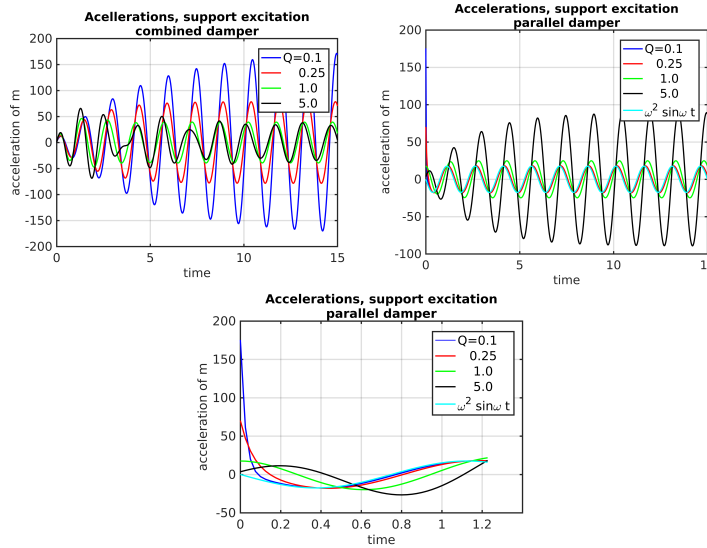 Acellerations, support excitation
combined damper
200
150
100
50
0
-50
-100
-150
-200
acceleration of m
0
5
10
15
time
Q=0.1
0.25
1.0
5.0
Accelerations, support excitation
parallel damper
200
150
100
50
0
-50
-100
acceleration of m
0
5
10
15
time
Q=0.1
0.25
1.0
5.0
ω² sinω t
Accelerations, support excitation
parallel damper
200
150
100
50
0
-50
acceleration of m
0
0.2
0.4
0.6
0.8
1
1.2
time
Q=0.1
0.25
1.0
5.0
ω² sinω t